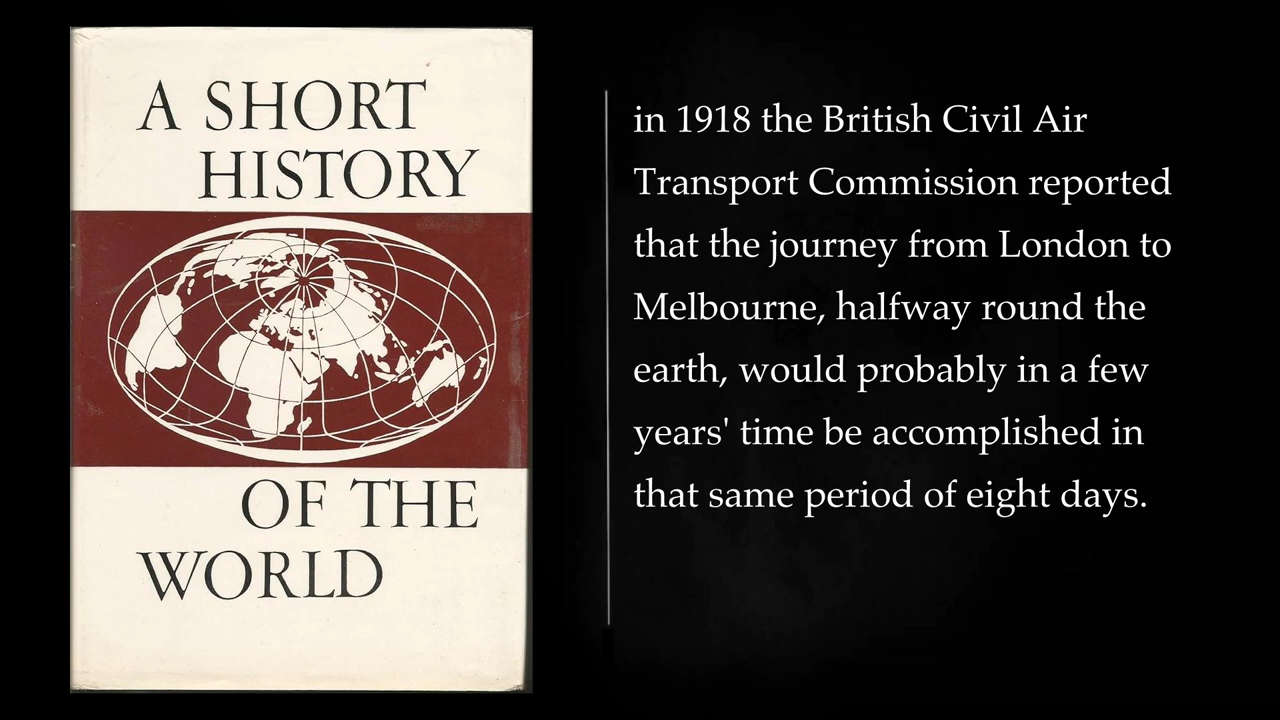 A SHORT
HISTORY
OF THE
WORLD
in 1918 the British Civil Air
Transport Commission reported
that the journey from London to
Melbourne, halfway round the
earth, would probably in a few
years' time be accomplished in
that same period of eight days.